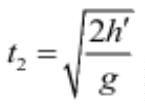 t₂ = √(2h′/g)